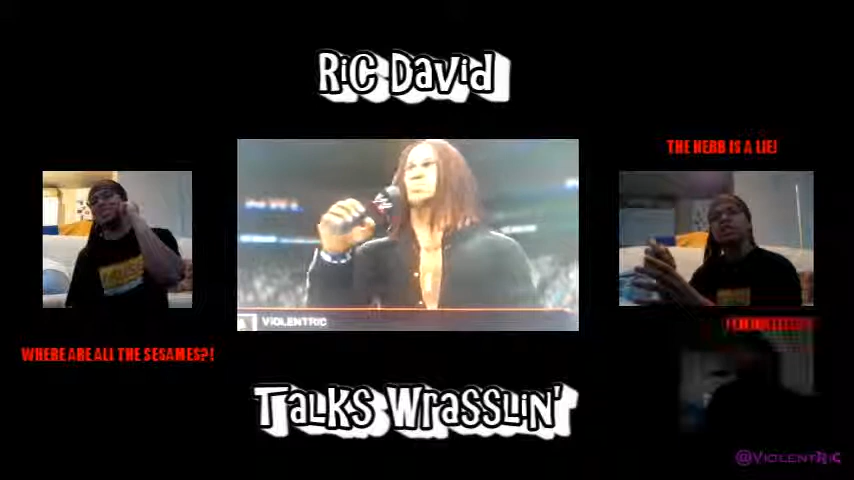 Ric David
THE HERB IS A LIE!
VIOLENTRIC
WHERE ARE ALL THE SESAMES?!
Talks Wrasslin'
@ViolentRic